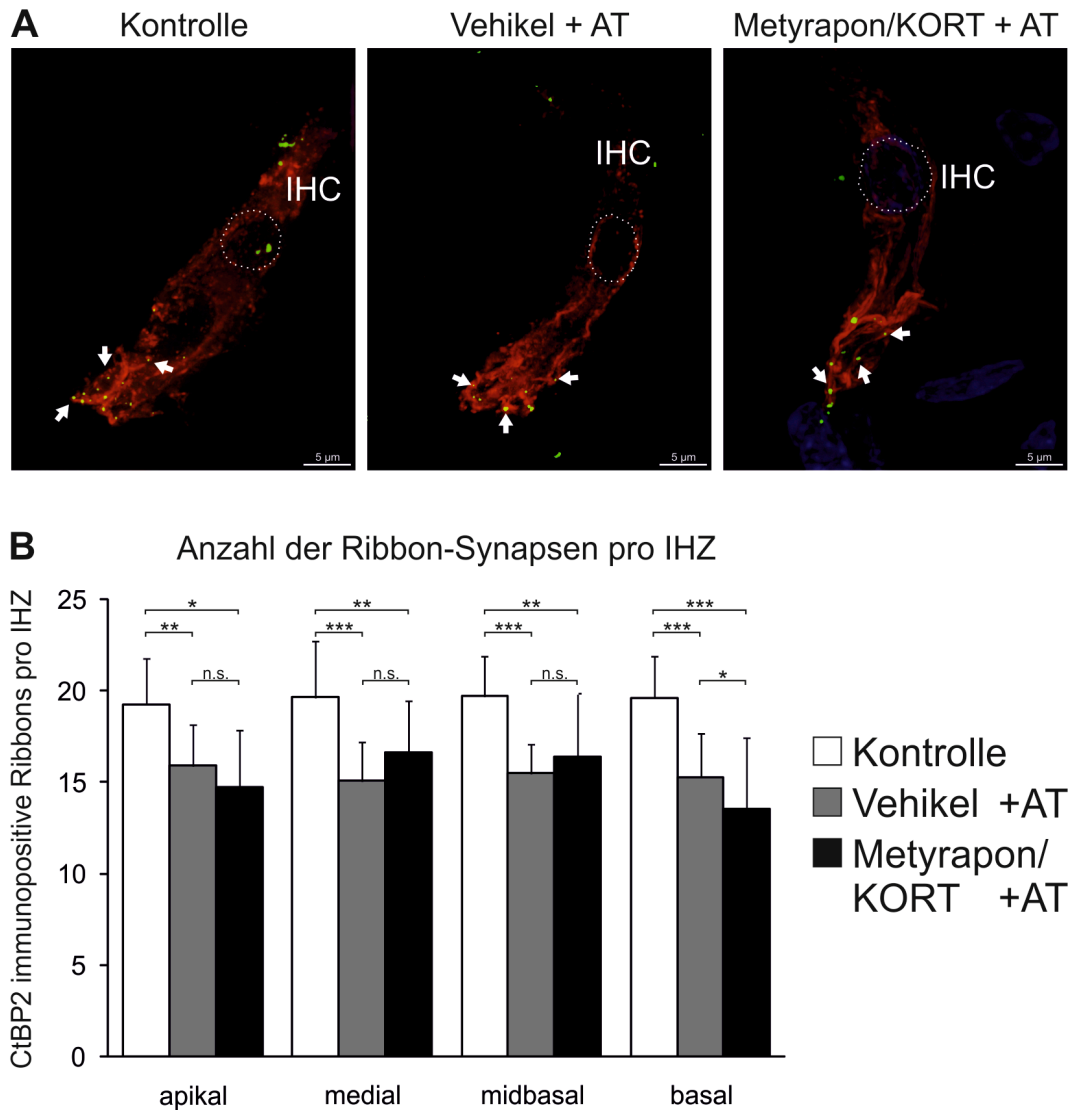 A
Kontrolle
Vehikel + AT
Metyrapon/KORT + AT
IHC
IHC
IHC
5 µm
5 µm
5 µm
B
Anzahl der Ribbon-Synapsen pro IHZ
CtBP2 immunopositive Ribbons pro IHZ
25
20
15
10
5
0
*
**
n.s.
**
***
n.s.
**
***
n.s.
***
***
*
apikal
medial
midbasal
basal
Kontrolle
Vehikel +AT
Metyrapon/
KORT +AT